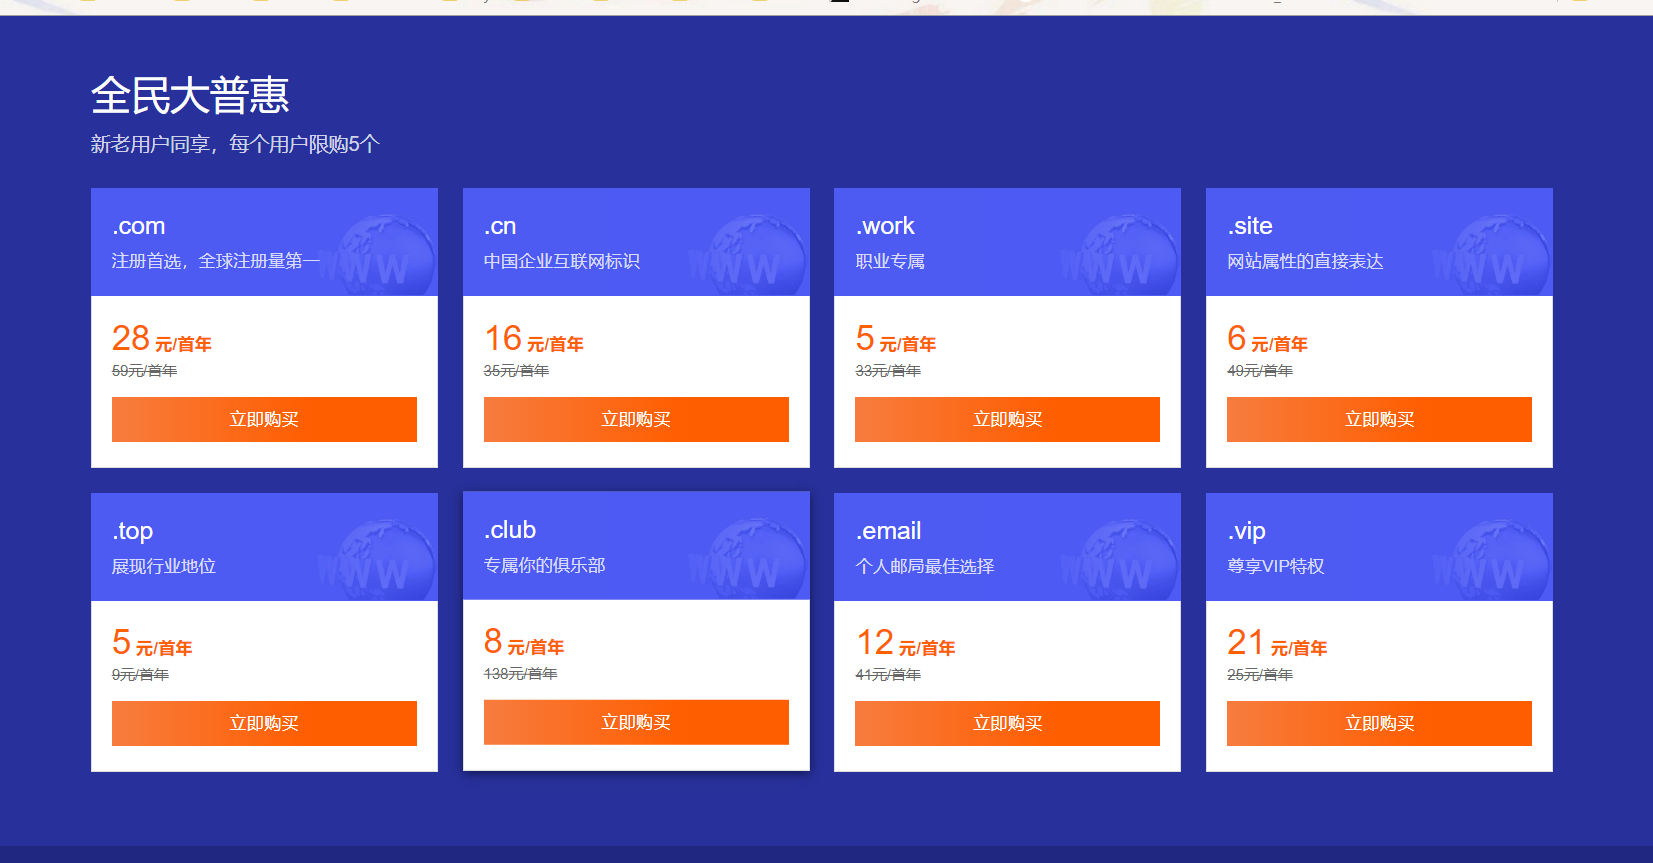 全民大普惠
新老用户同享，每个用户限购5个
.com
注册首选，全球注册量第一
28 元/首年
59元/首年
立即购买
.cn
中国企业互联网标识
16 元/首年
35元/首年
立即购买
.work
职业专属
5 元/首年
33元/首年
立即购买
.site
网站属性的直接表达
6 元/首年
49元/首年
立即购买
.top
展现行业地位
5 元/首年
9元/首年
立即购买
.club
专属你的俱乐部
8 元/首年
138元/首年
立即购买
.email
个人邮局最佳选择
12 元/首年
41元/首年
立即购买
.vip
尊享VIP特权
21 元/首年
25元/首年
立即购买